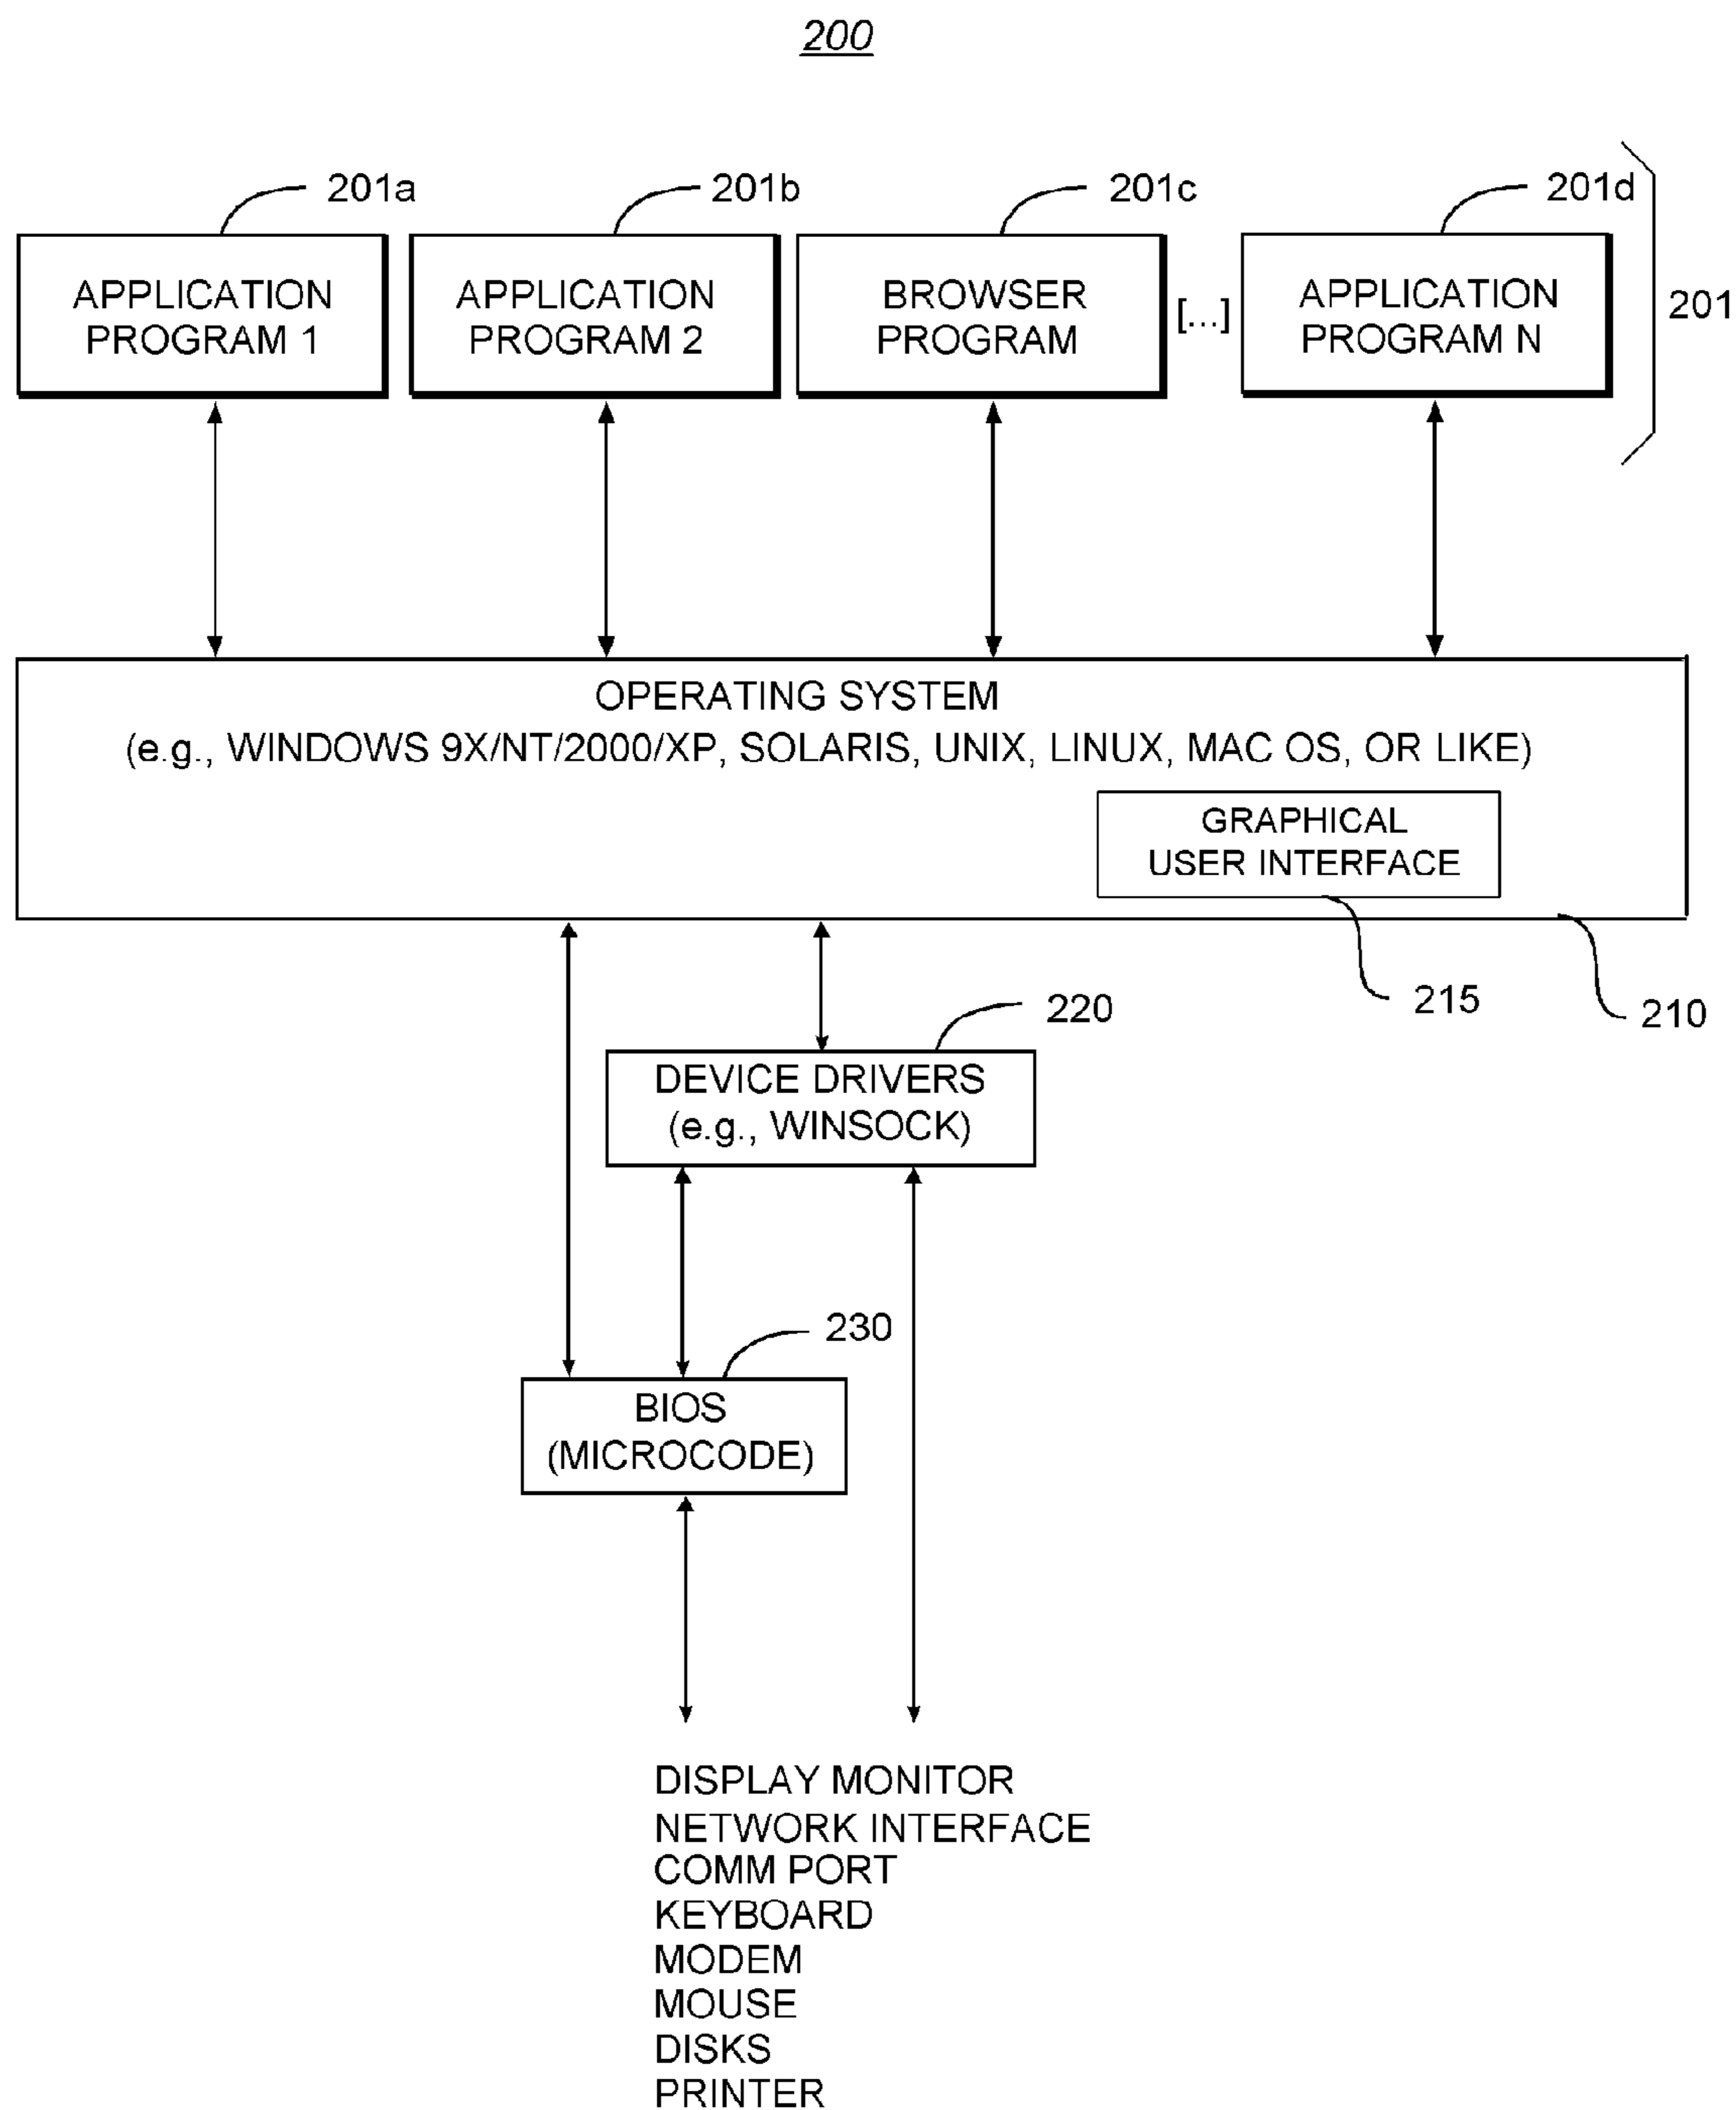 200
201a
201b
201c
201d
APPLICATION
PROGRAM 1
APPLICATION
PROGRAM 2
BROWSER
PROGRAM
[...]
APPLICATION
PROGRAM N
201
OPERATING SYSTEM
(e.g., WINDOWS 9X/NT/2000/XP, SOLARIS, UNIX, LINUX, MAC OS, OR LIKE)
GRAPHICAL
USER INTERFACE
215
210
220
DEVICE DRIVERS
(e.g., WINSOCK)
230
BIOS
(MICROCODE)
DISPLAY MONITOR
NETWORK INTERFACE
COMM PORT
KEYBOARD
MODEM
MOUSE
DISKS
PRINTER